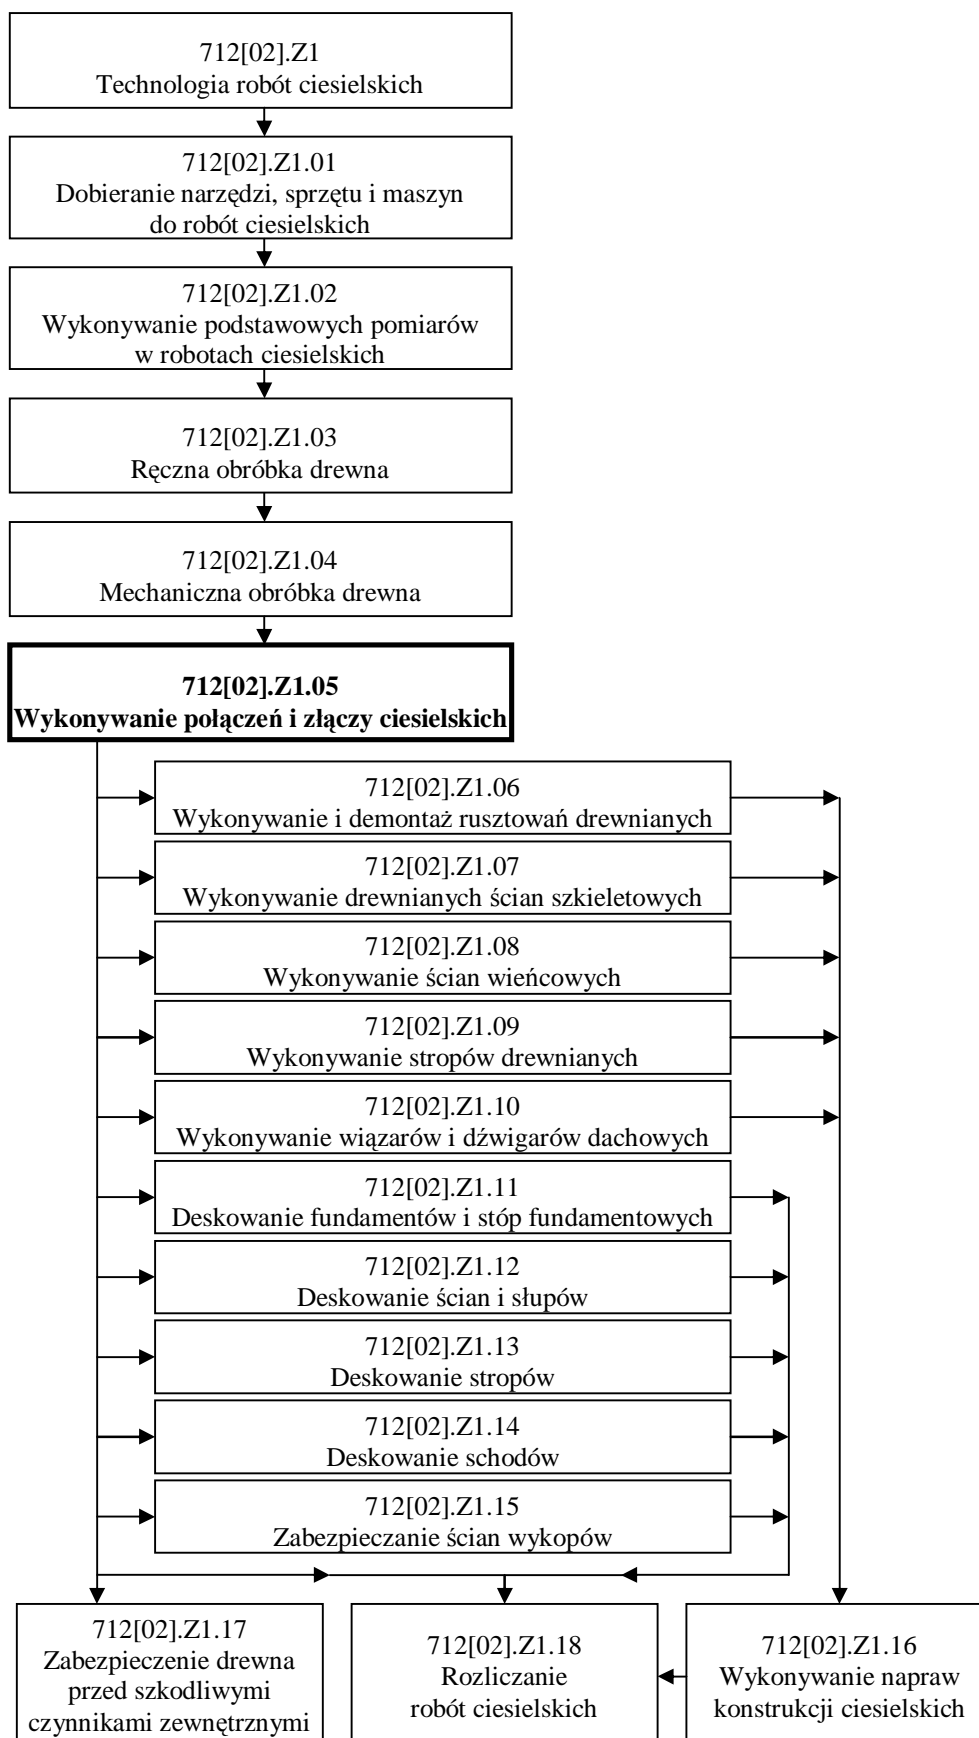 712[02].Z1
Technologia robót ciesielskich
712[02].Z1.01
Dobieranie narzędzi, sprzętu i maszyn
do robót ciesielskich
712[02].Z1.02
Wykonywanie podstawowych pomiarów
w robotach ciesielskich
712[02].Z1.03
Ręczna obróbka drewna
712[02].Z1.04
Mechaniczna obróbka drewna
712[02].Z1.05
Wykonywanie połączeń i złączy ciesielskich
712[02].Z1.06
Wykonywanie i demontaż rusztowań drewnianych
712[02].Z1.07
Wykonywanie drewnianych ścian szkieletowych
712[02].Z1.08
Wykonywanie ścian wieńcowych
712[02].Z1.09
Wykonywanie stropów drewnianych
712[02].Z1.10
Wykonywanie wiązarów i dźwigarów dachowych
712[02].Z1.11
Deskowanie fundamentów i stóp fundamentowych
712[02].Z1.12
Deskowanie ścian i słupów
712[02].Z1.13
Deskowanie stropów
712[02].Z1.14
Deskowanie schodów
712[02].Z1.15
Zabezpieczanie ścian wykopów
712[02].Z1.17
Zabezpieczenie drewna
przed szkodliwymi
czynnikami zewnętrznymi
712[02].Z1.18
Rozliczanie
robót ciesielskich
712[02].Z1.16
Wykonywanie napraw
konstrukcji ciesielskich